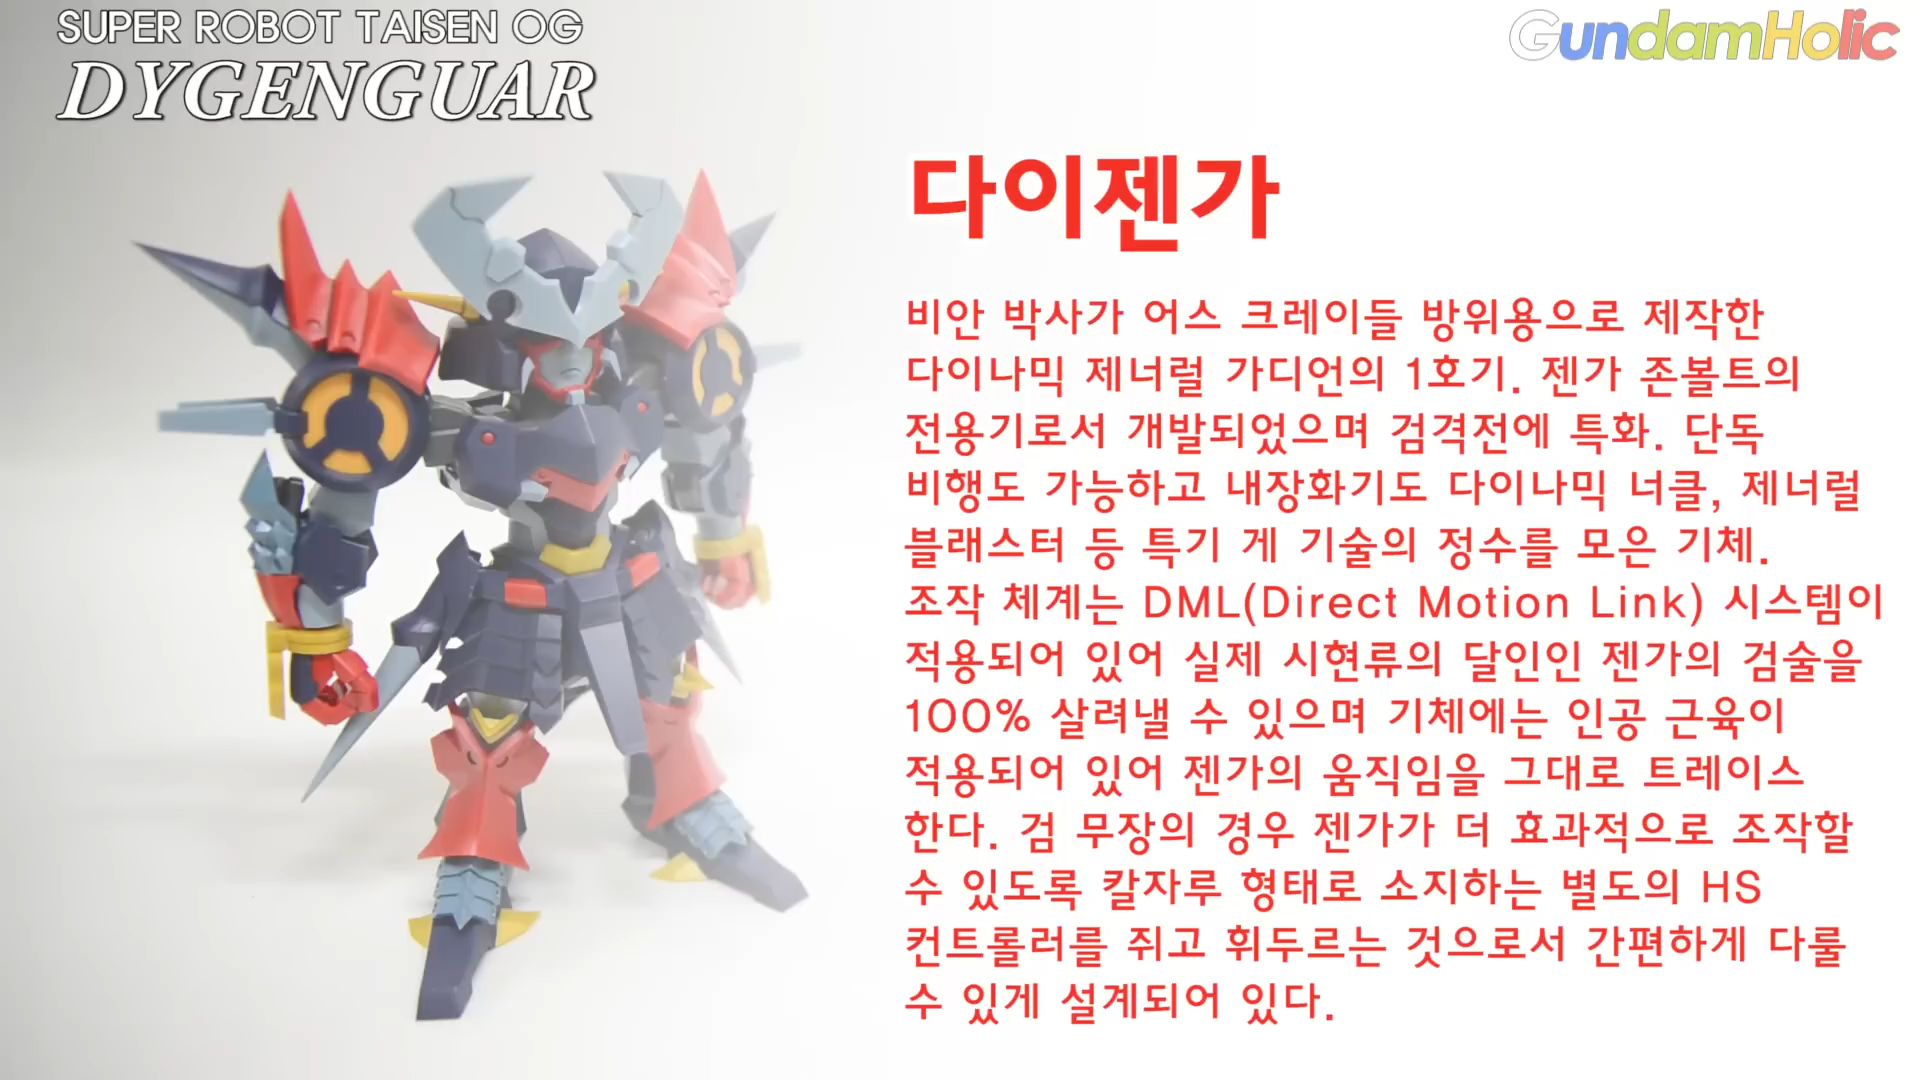 SUPER ROBOT TAISEN OG
DYGENGUAR
GundamHolic
다이젠가
비안 박사가 어스 크레이들 방위용으로 제작한
다이나믹 제너럴 가디언의 1호기. 젠가 존볼트의
전용기로서 개발되었으며 검격전에 특화. 단독
비행도 가능하고 내장화기도 다이나믹 너클, 제너럴
블래스터 등 특기 게 기술의 정수를 모은 기체.
조작 체계는 DML(Direct Motion Link) 시스템이
적용되어 있어 실제 시현류의 달인인 젠가의 검술을
100% 살려낼 수 있으며 기체에는 인공 근육이
적용되어 있어 젠가의 움직임을 그대로 트레이스
한다. 검 무장의 경우 젠가가 더 효과적으로 조작할
수 있도록 칼자루 형태로 소지하는 별도의 HS
컨트롤러를 쥐고 휘두르는 것으로서 간편하게 다룰
수 있게 설계되어 있다.